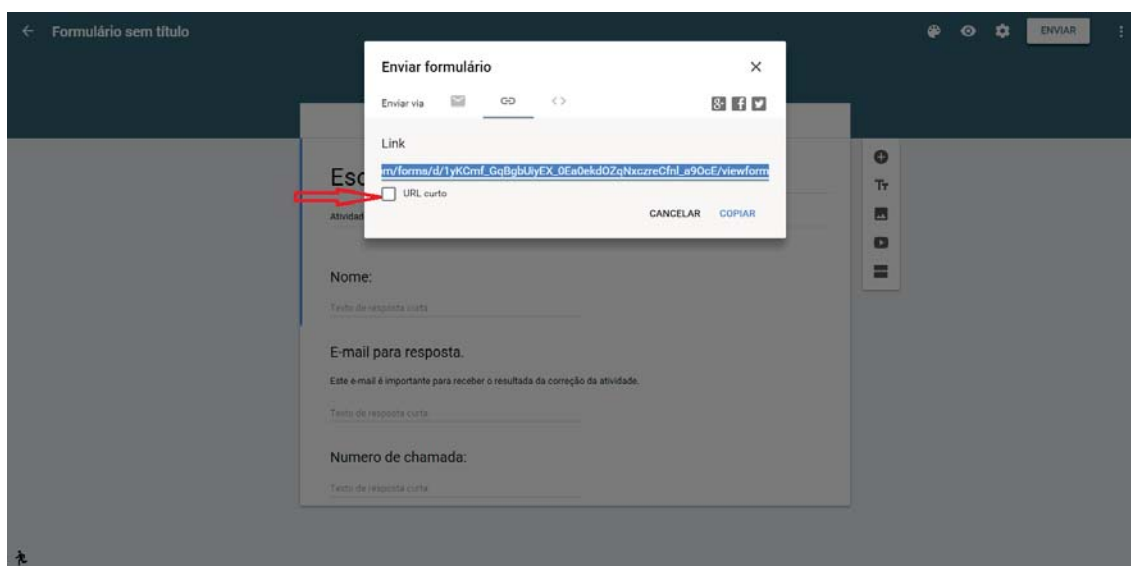 Formulário sem título
ENVIAR
Enviar formulário
Enviar via
Link
m/forms/d/1yKCmf_GqBgbUiyEX_0Ea0ekdOZqNxczreCfnl_a9OcE/viewform
URL curto
CANCELAR COPIAR
Esc
Atividad
Nome:
Texto de resposta curta
E-mail para resposta.
Este e-mail é importante para receber o resultada da correção da atividade.
Texto de resposta curta
Numero de chamada:
Texto de resposta curta